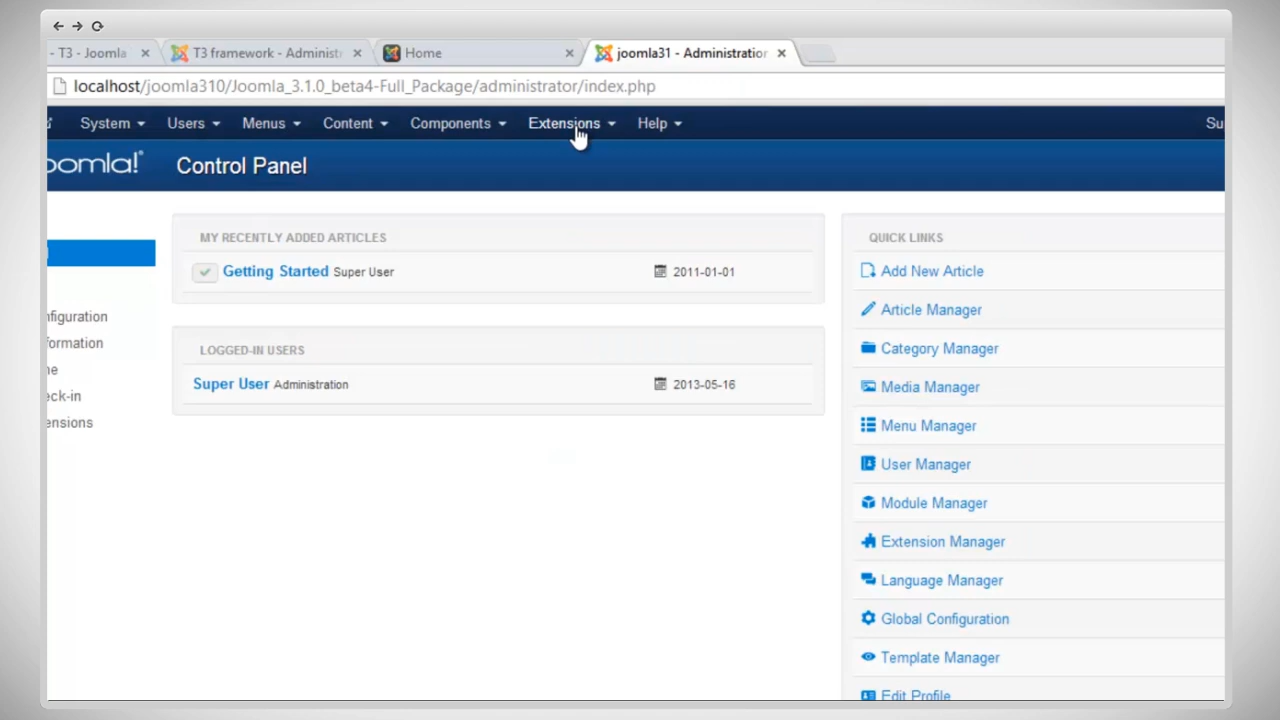 - T3 - Joomla
T3 framework - Administ
Home
joomla31 - Administration
localhost/joomla310/Joomla_3.1.0_beta4-Full_Package/administrator/index.php
System Users Menus Content Components Extensions Help Su
oomla!® Control Panel
MY RECENTLY ADDED ARTICLES
Getting Started Super User 2011-01-01
LOGGED-IN USERS
Super User Administration 2013-05-16
nfiguration
formation
ne
eck-in
ensions
QUICK LINKS
Add New Article
Article Manager
Category Manager
Media Manager
Menu Manager
User Manager
Module Manager
Extension Manager
Language Manager
Global Configuration
Template Manager
Edit Profile